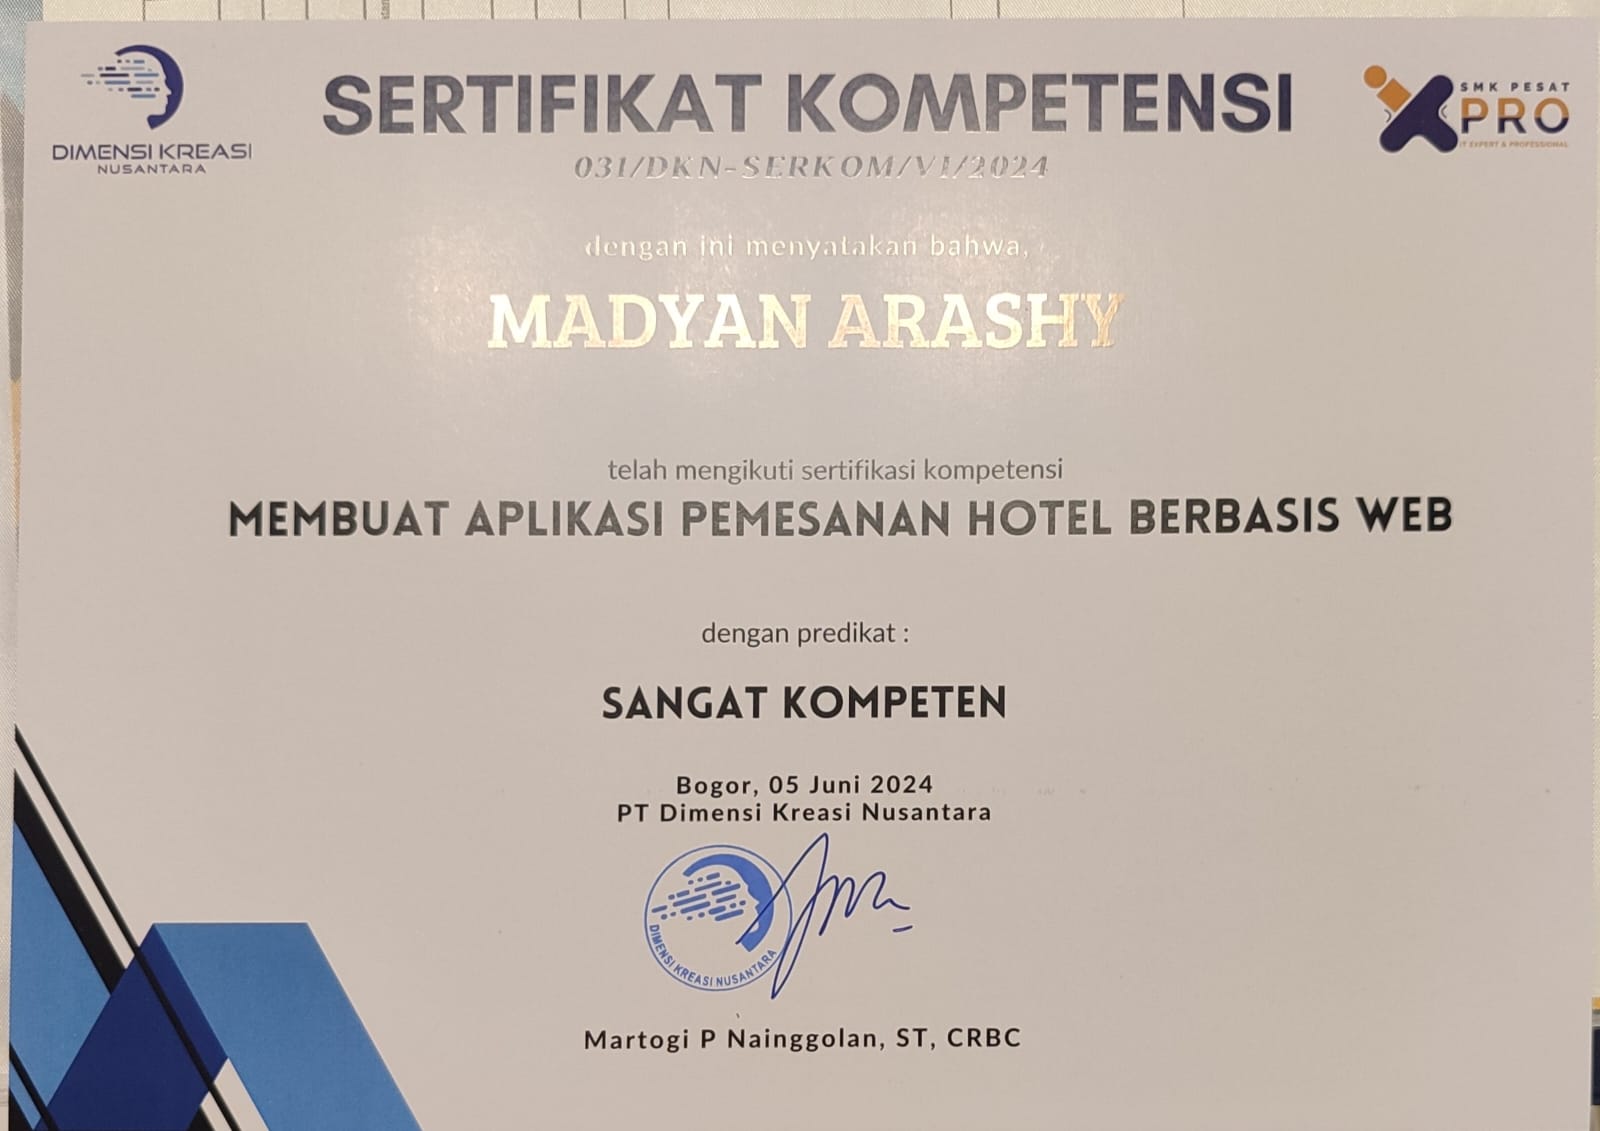 DIMENSI KREASI
NUSANTARA
SERTIFIKAT KOMPETENSI
SMK PESAT
XPRO
IT EXPERT & PROFESSIONAL
031/DKN-SERKOM/VI/2024
dengan ini menyatakan bahwa,
MADYAN ARASHY
telah mengikuti sertifikasi kompetensi
MEMBUAT APLIKASI PEMESANAN HOTEL BERBASIS WEB
dengan predikat :
SANGAT KOMPETEN
Bogor, 05 Juni 2024
PT Dimensi Kreasi Nusantara
DIMENSI KREASI NUSANTARA
Martogi P Nainggolan, ST, CRBC